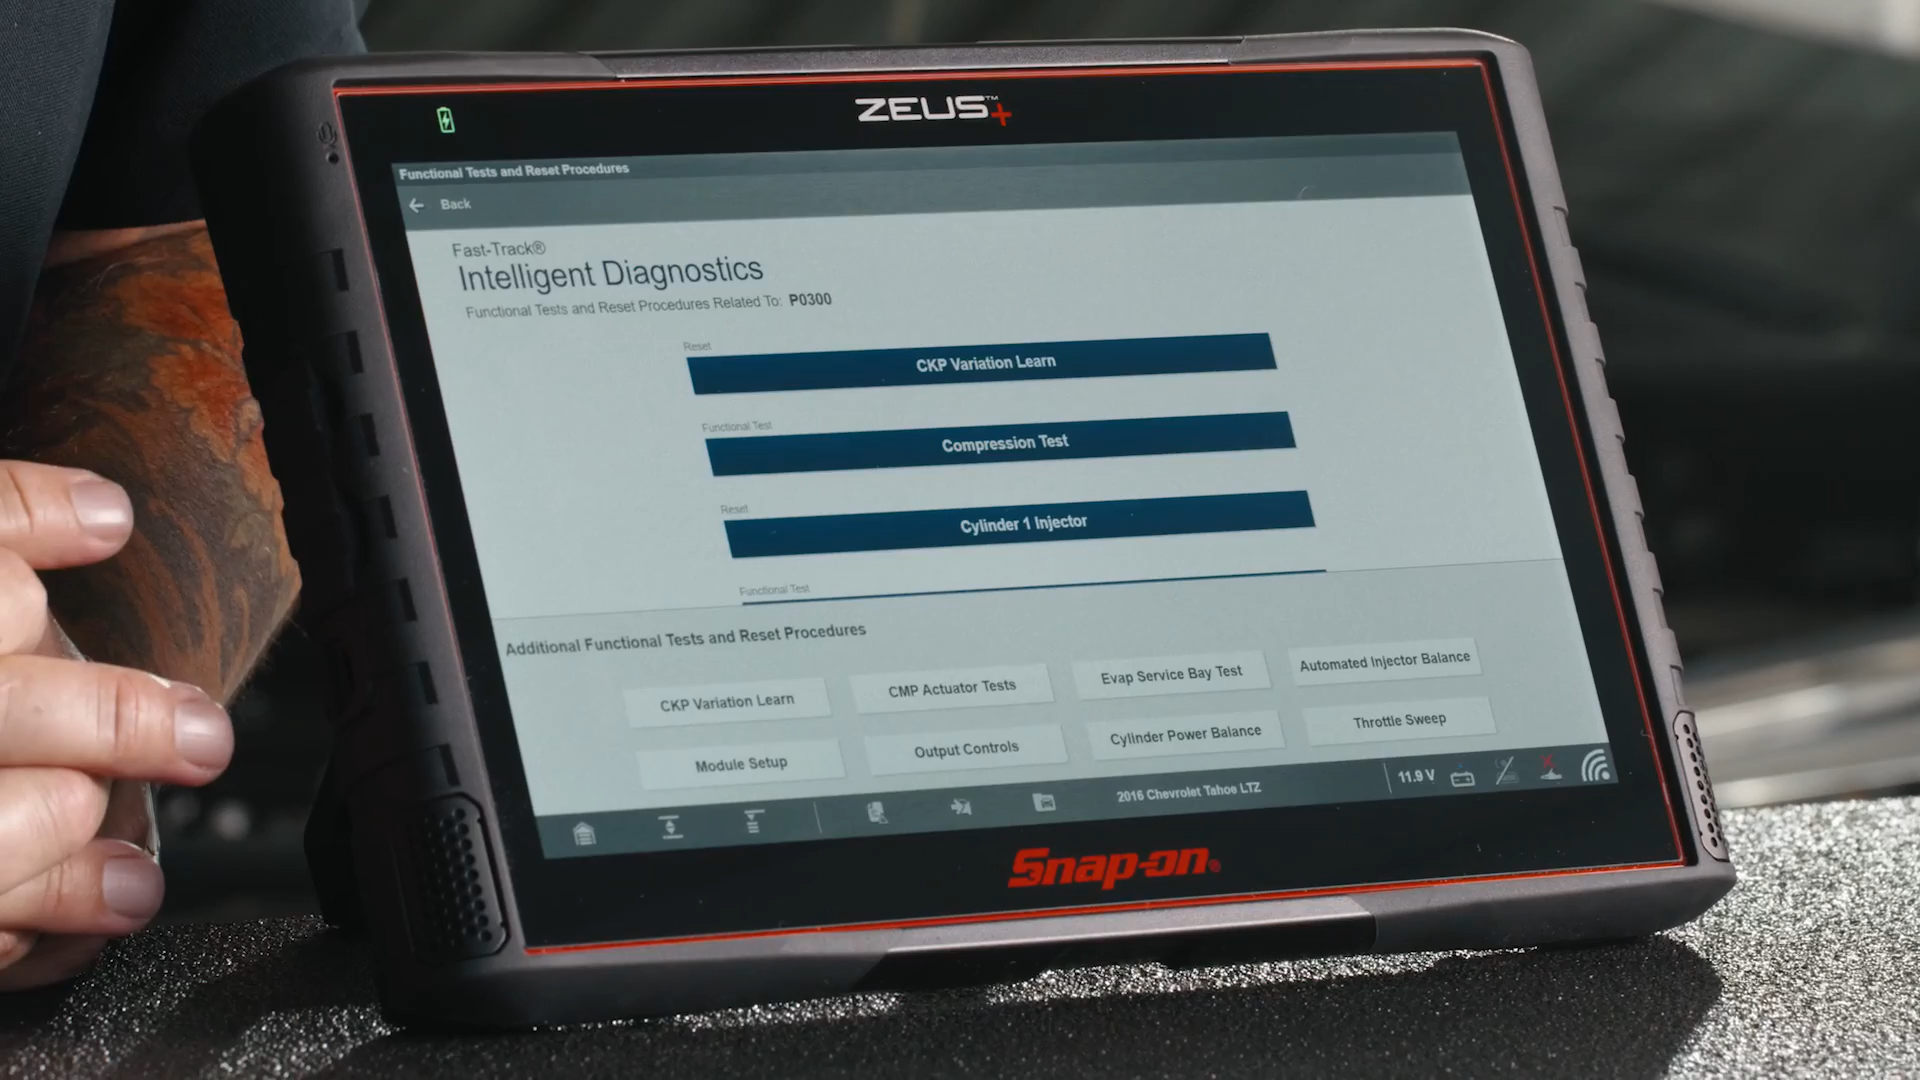 ZEUS™+
Functional Tests and Reset Procedures
Back
Fast-Track®
Intelligent Diagnostics
Functional Tests and Reset Procedures Related To: P0300
Reset
CKP Variation Learn
Functional Test
Compression Test
Reset
Cylinder 1 Injector
Functional Test
Additional Functional Tests and Reset Procedures
CKP Variation Learn
CMP Actuator Tests
Evap Service Bay Test
Automated Injector Balance
Module Setup
Output Controls
Cylinder Power Balance
Throttle Sweep
2016 Chevrolet Tahoe LTZ
11.9 V
Snap-on®